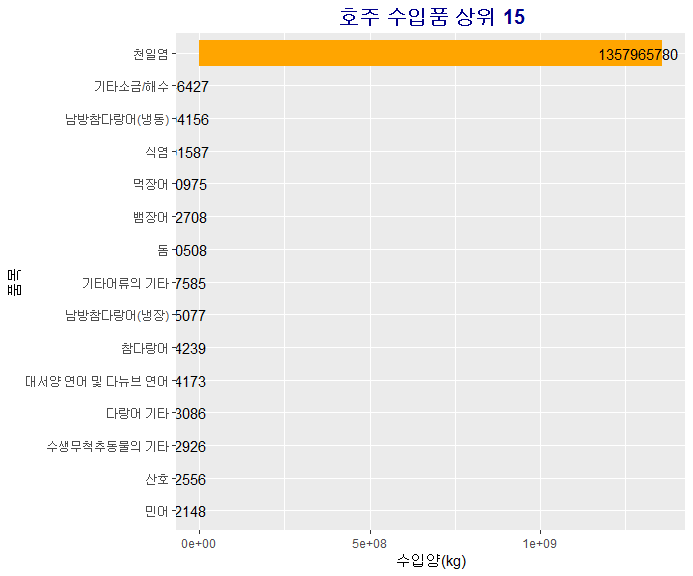 호주 수입품 상위 15
천일염 1357965780
기타소금/해수 6427
남방참다랑어(냉동) 4156
식염 1587
먹장어 0975
뱀장어 2708
돔 0508
기타어류의 기타 7585
남방참다랑어(냉장) 5077
참다랑어 4239
대서양 연어 및 다뉴브 연어 4173
다랑어 기타 3086
수생무척추동물의 기타 2926
산호 2556
민어 2148
0e+00 5e+08 1e+09
수입양(kg)
품목